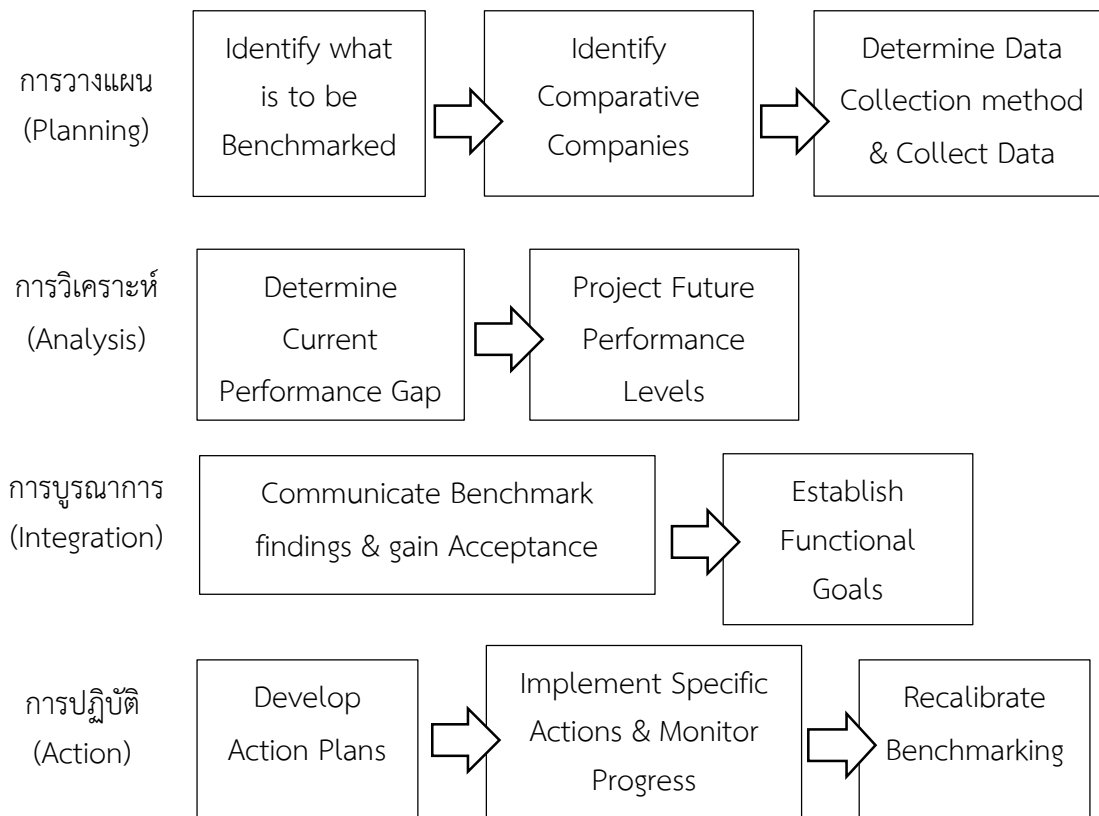 การวางแผน
(Planning)
Identify what
is to be
Benchmarked
Identify
Comparative
Companies
Determine Data
Collection method
& Collect Data
การวิเคราะห์
(Analysis)
Determine
Current
Performance Gap
Project Future
Performance
Levels
การบูรณาการ
(Integration)
Communicate Benchmark
findings & gain Acceptance
Establish
Functional
Goals
การปฏิบัติ
(Action)
Develop
Action Plans
Implement Specific
Actions & Monitor
Progress
Recalibrate
Benchmarking